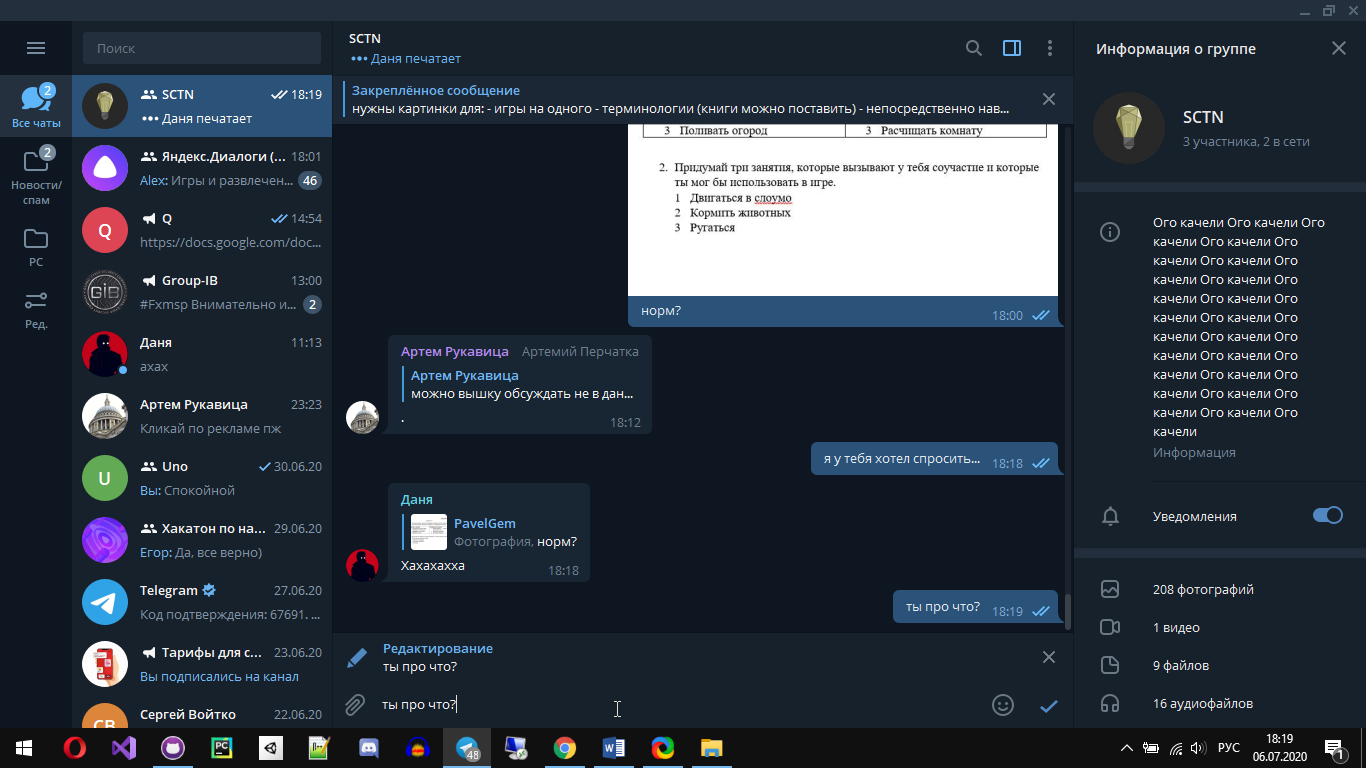 Поиск
2
Все чаты
2
Новости/
спам
РС
Ред.
SCTN
18:19
••• Даня печатает
Яндекс.Диалоги (...
18:01
Alex: Игры и развлечен...
46
Q
Q
14:54
https://docs.google.com/doc...
GIB
Group-IB
13:00
#Fxmsp Внимательно и...
2
Даня
11:13
ахах
Артем Рукавица
23:23
Кликай по рекламе пж
U
Uno
30.06.20
Вы: Спокойной
Хакатон по на...
29.06.20
Егор: Да, все верно)
Telegram
27.06.20
Код подтверждения: 67691. ...
Тарифы для с...
23.06.20
Вы подписались на канал
СВ
Сергей Войтко
22.06.20
SCTN
••• Даня печатает
Закреплённое сообщение
нужны картинки для: - игры на одного - терминологии (книги можно поставить) - непосредственно нав...
3 Поливать огород
3 Расчищать комнату
2. Придумай три занятия, которые вызывают у тебя соучастие и которые
ты мог бы использовать в игре.
1 Двигаться в слоумо
2 Кормить животных
3 Ругаться
норм?
18:00
Артем Рукавица Артемий Перчатка
Артем Рукавица
можно вышку обсуждать не в дан...
.
18:12
я у тебя хотел спросить...
18:18
Даня
PavelGem
Фотография, норм?
Хахахахха
18:18
ты про что?
18:19
Редактирование
ты про что?
ты про что?
Информация о группе
SCTN
3 участника, 2 в сети
Ого качели Ого качели Ого
качели Ого качели Ого
качели Ого качели Ого
качели Ого качели Ого
качели Ого качели Ого
качели Ого качели Ого
качели Ого качели Ого
качели Ого качели Ого
качели Ого качели Ого
качели Ого качели Ого
качели Ого качели Ого
качели
Информация
Уведомления
208 фотографий
1 видео
9 файлов
16 аудиофайлов
PC
48
РУС
18:19
06.07.2020
1